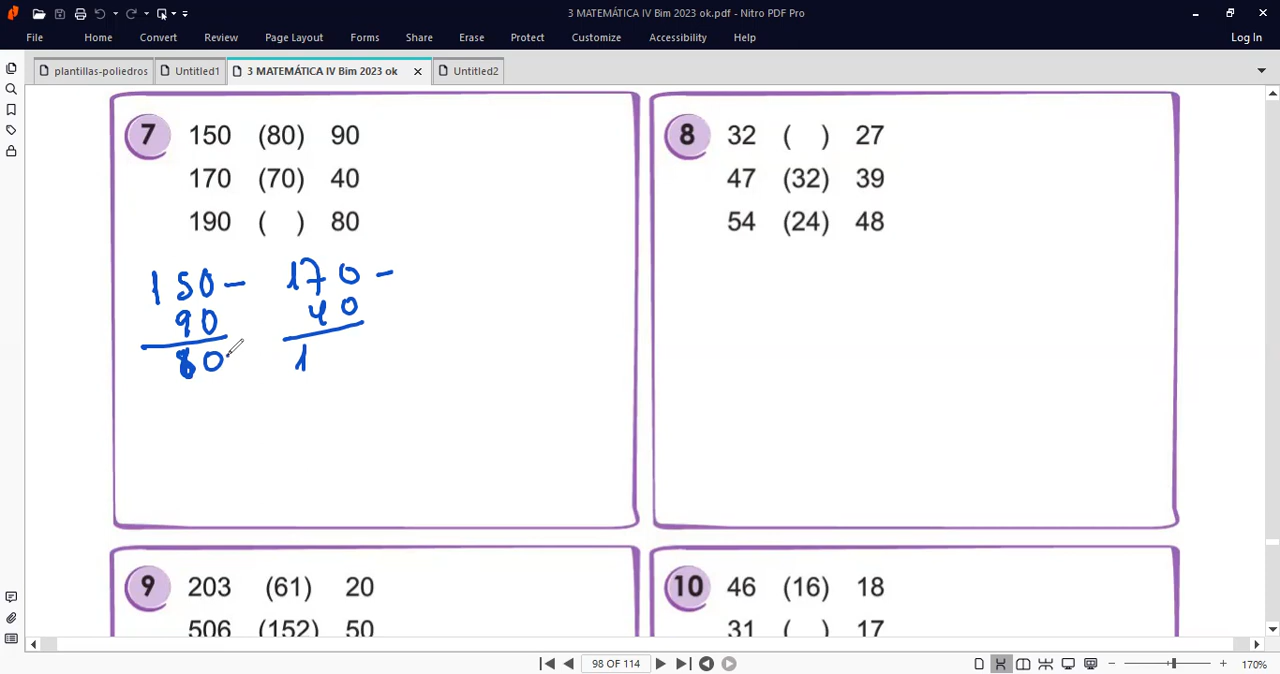 3 MATEMÁTICA IV Bim 2023 ok.pdf - Nitro PDF Pro
File Home Convert Review Page Layout Forms Share Erase Protect Customize Accessibility Help Log In
plantillas-poliedros Untitled1 3 MATEMÁTICA IV Bim 2023 ok Untitled2
7 150 (80) 90
170 (70) 40
190 ( ) 80
150 -
90
80
170 -
40
1
8 32 ( ) 27
47 (32) 39
54 (24) 48
9 203 (61) 20
506 (152) 50
10 46 (16) 18
31 ( ) 17
98 OF 114
170%